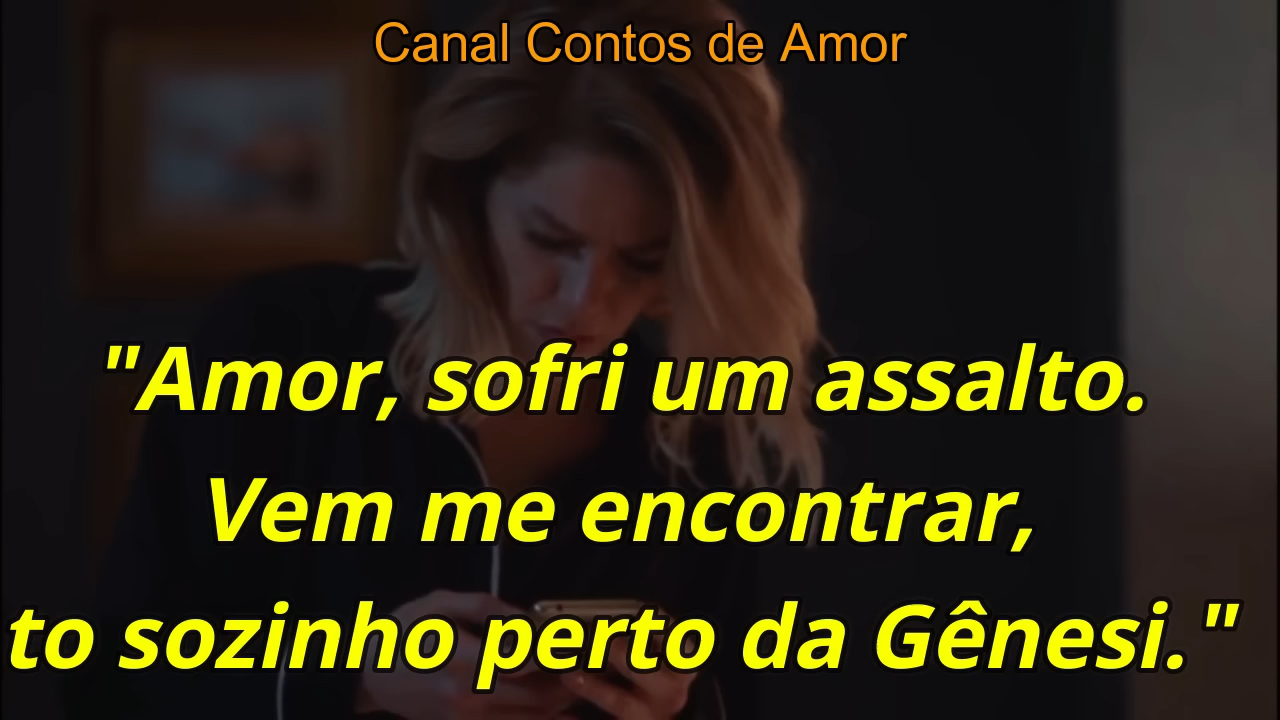 Canal Contos de Amor
"Amor, sofri um assalto.
Vem me encontrar,
to sozinho perto da Gênesi."